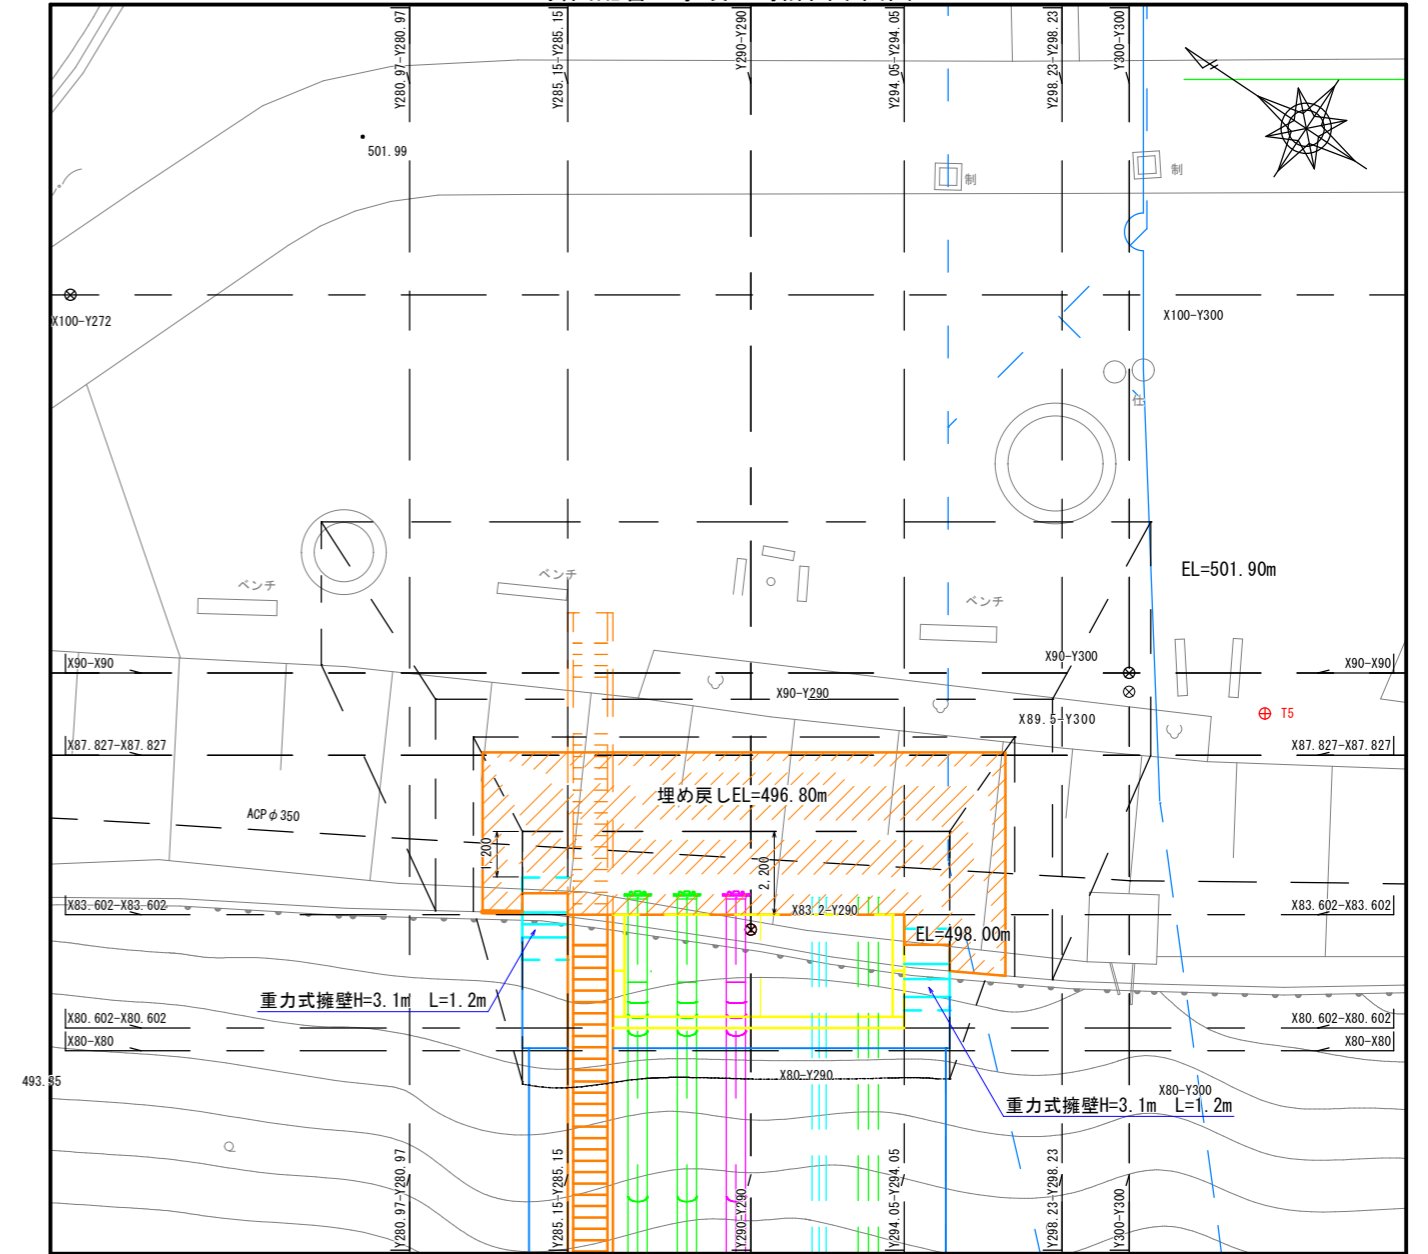 Y280.97-Y280.97
Y285.15-Y285.15
Y290-Y290
Y294.05-Y294.05
Y298.23-Y298.23
Y300-Y300
501.99
制
制
X100-Y272
X100-Y300
仕
EL=501.90m
ベンチ
ベンチ
ベンチ
X90-X90
X90-Y300
X90-X90
X90-Y290
T5
X89.5-Y300
X87.827-X87.827
X87.827-X87.827
埋め戻しEL=496.80m
ACPφ350
2,200
X83.602-X83.602
X83.2-Y290
X83.602-X83.602
EL=498.00m
重力式擁壁H=3.1m L=1.2m
X80.602-X80.602
X80.602-X80.602
X80-X80
X80-X80
X80-Y290
493.85
X80-Y300
重力式擁壁H=3.1m L=1.2m
Y280.97-Y280.97
Y285.15-Y285.15
Y290-Y290
Y294.05-Y294.05
Y298.23-Y298.23
Y300-Y300